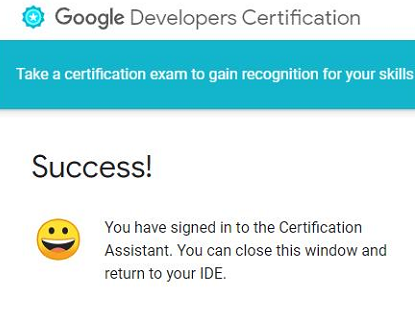 Google Developers Certification
Take a certification exam to gain recognition for your skills
Success!
You have signed in to the Certification
Assistant. You can close this window and
return to your IDE.